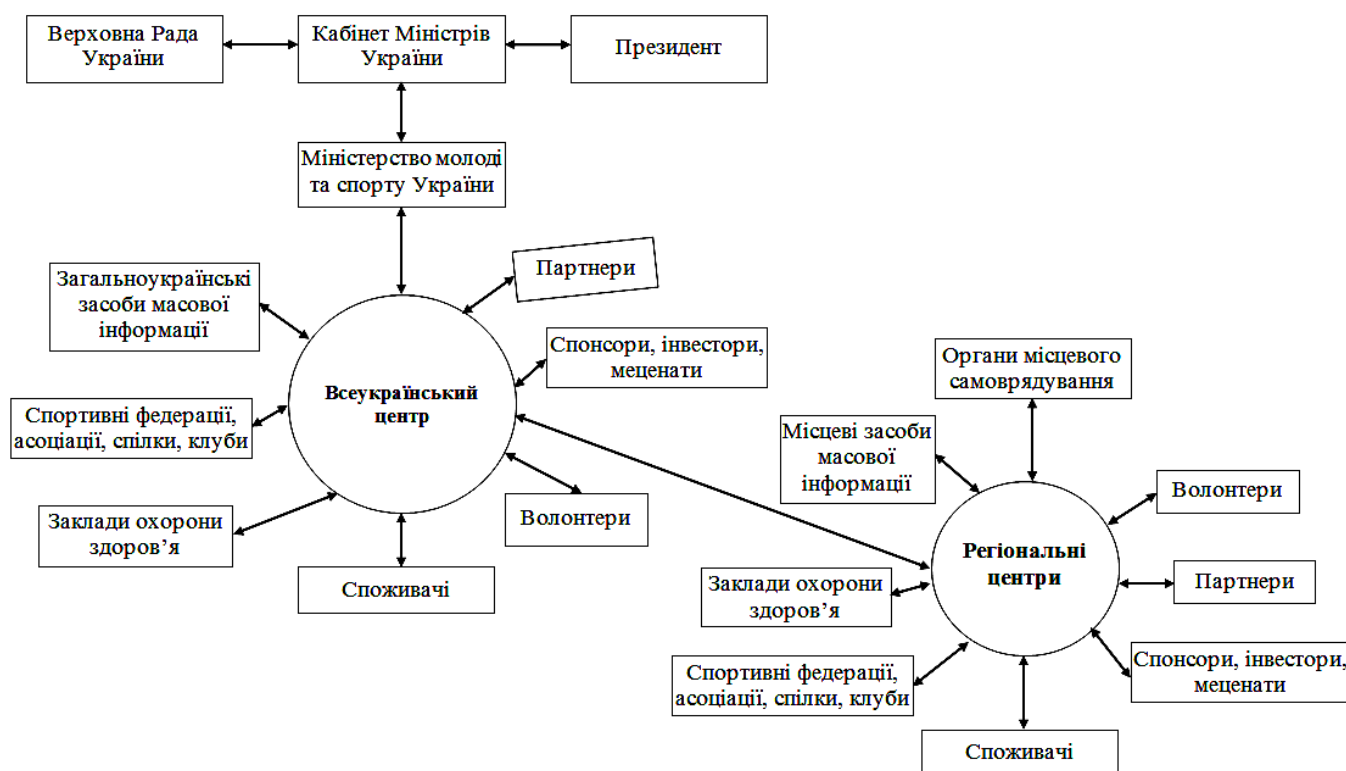 Верховна Рада
України
Кабінет Міністрів
України
Президент
Міністерство молоді
та спорту України
Партнери
Загальноукраїнські
засоби масової
інформації
Спонсори, інвестори,
меценати
Всеукраїнський
центр
Спортивні федерації,
асоціації, спілки, клуби
Заклади охорони
здоров’я
Волонтери
Споживачі
Органи місцевого
самоврядування
Місцеві засоби
масової
інформації
Волонтери
Регіональні
центри
Заклади охорони
здоров’я
Партнери
Спортивні федерації,
асоціації, спілки, клуби
Спонсори, інвестори,
меценати
Споживачі